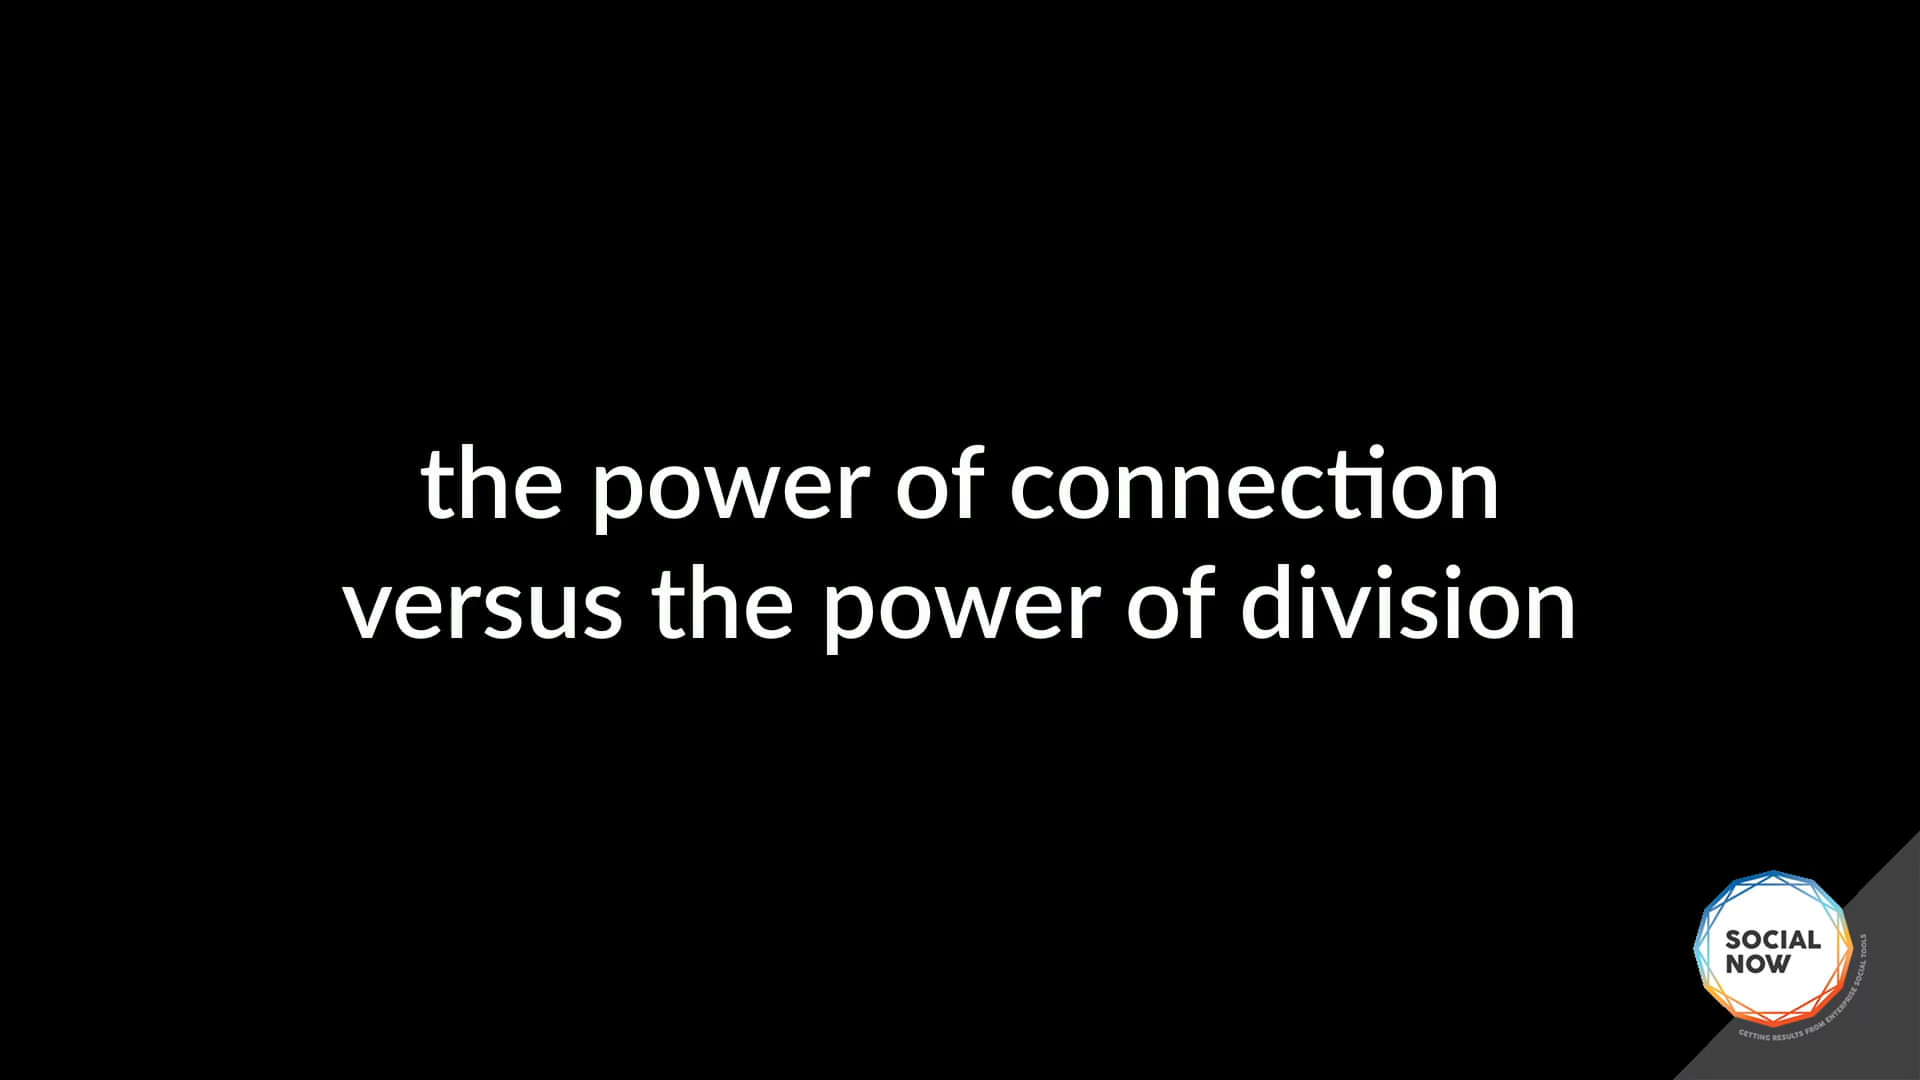 the power of connection
versus the power of division
SOCIAL
NOW
GETTING RESULTS FROM ENTERPRISE SOCIAL TOOLS